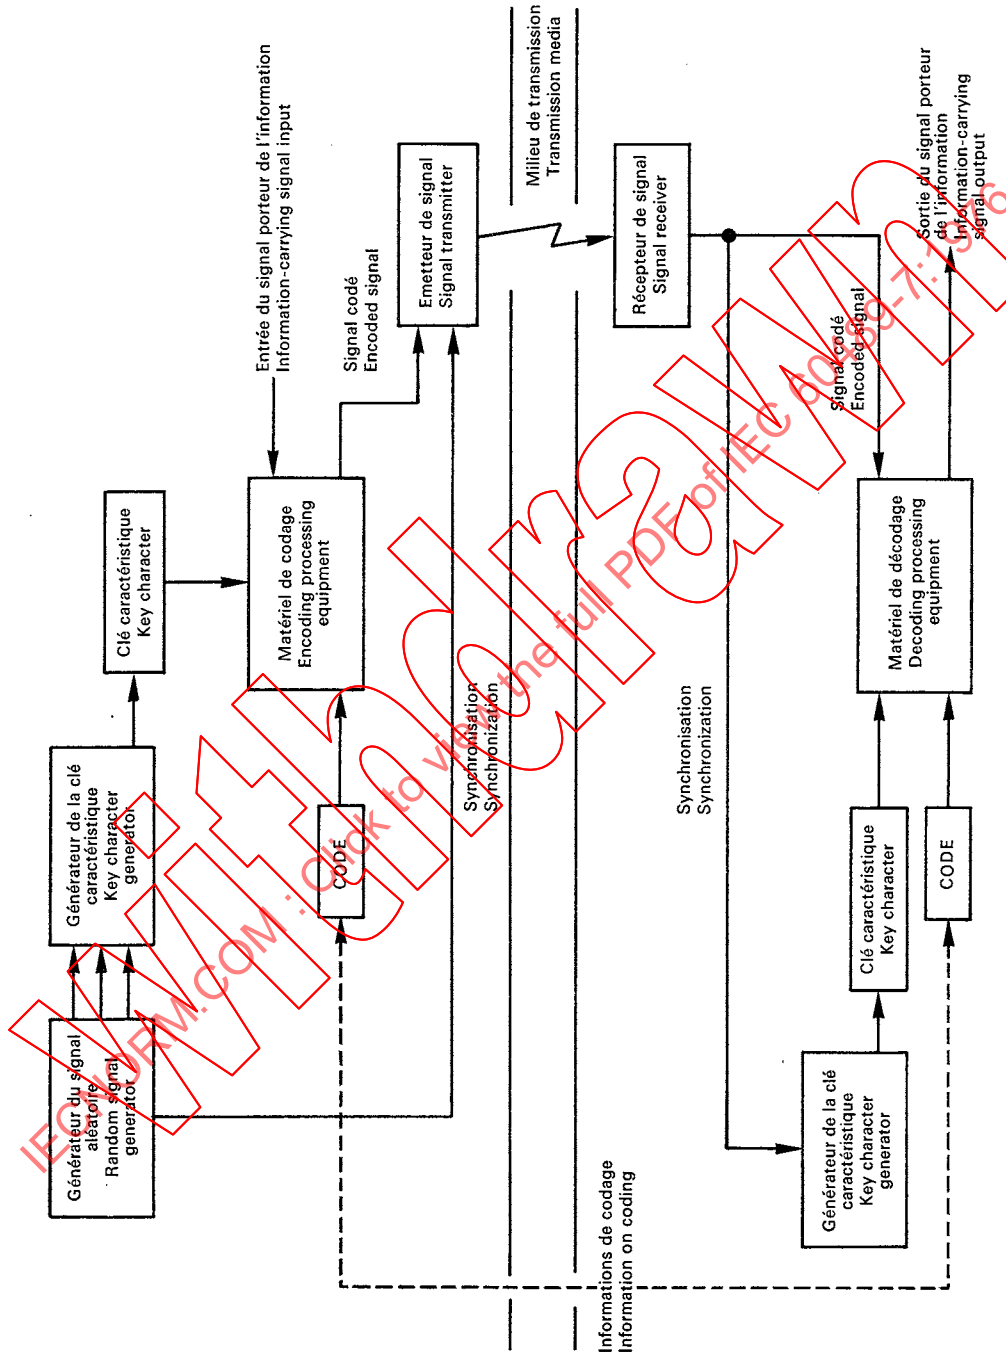 Générateur du signal
aléatoire
Random signal
generator
Générateur de la clé
caractéristique
Key character
generator
Clé caractéristique
Key character
Entrée du signal porteur de l'information
Information-carrying signal input
Matériel de codage
Encoding processing
equipment
CODE
Signal codé
Encoded signal
Emetteur de signal
Signal transmitter
Synchronisation
Synchronization
Milieu de transmission
Transmission media
Informations de codage
Information on coding
Récepteur de signal
Signal receiver
Synchronisation
Synchronization
Signal codé
Encoded signal
Générateur de la clé
caractéristique
Key character
generator
Clé caractéristique
Key character
CODE
Matériel de décodage
Decoding processing
equipment
Sortie du signal porteur
de l'information
Information-carrying
signal output
Withdrawn
IECNORM.COM : Click to view the full PDF of IEC 60489-7:1976